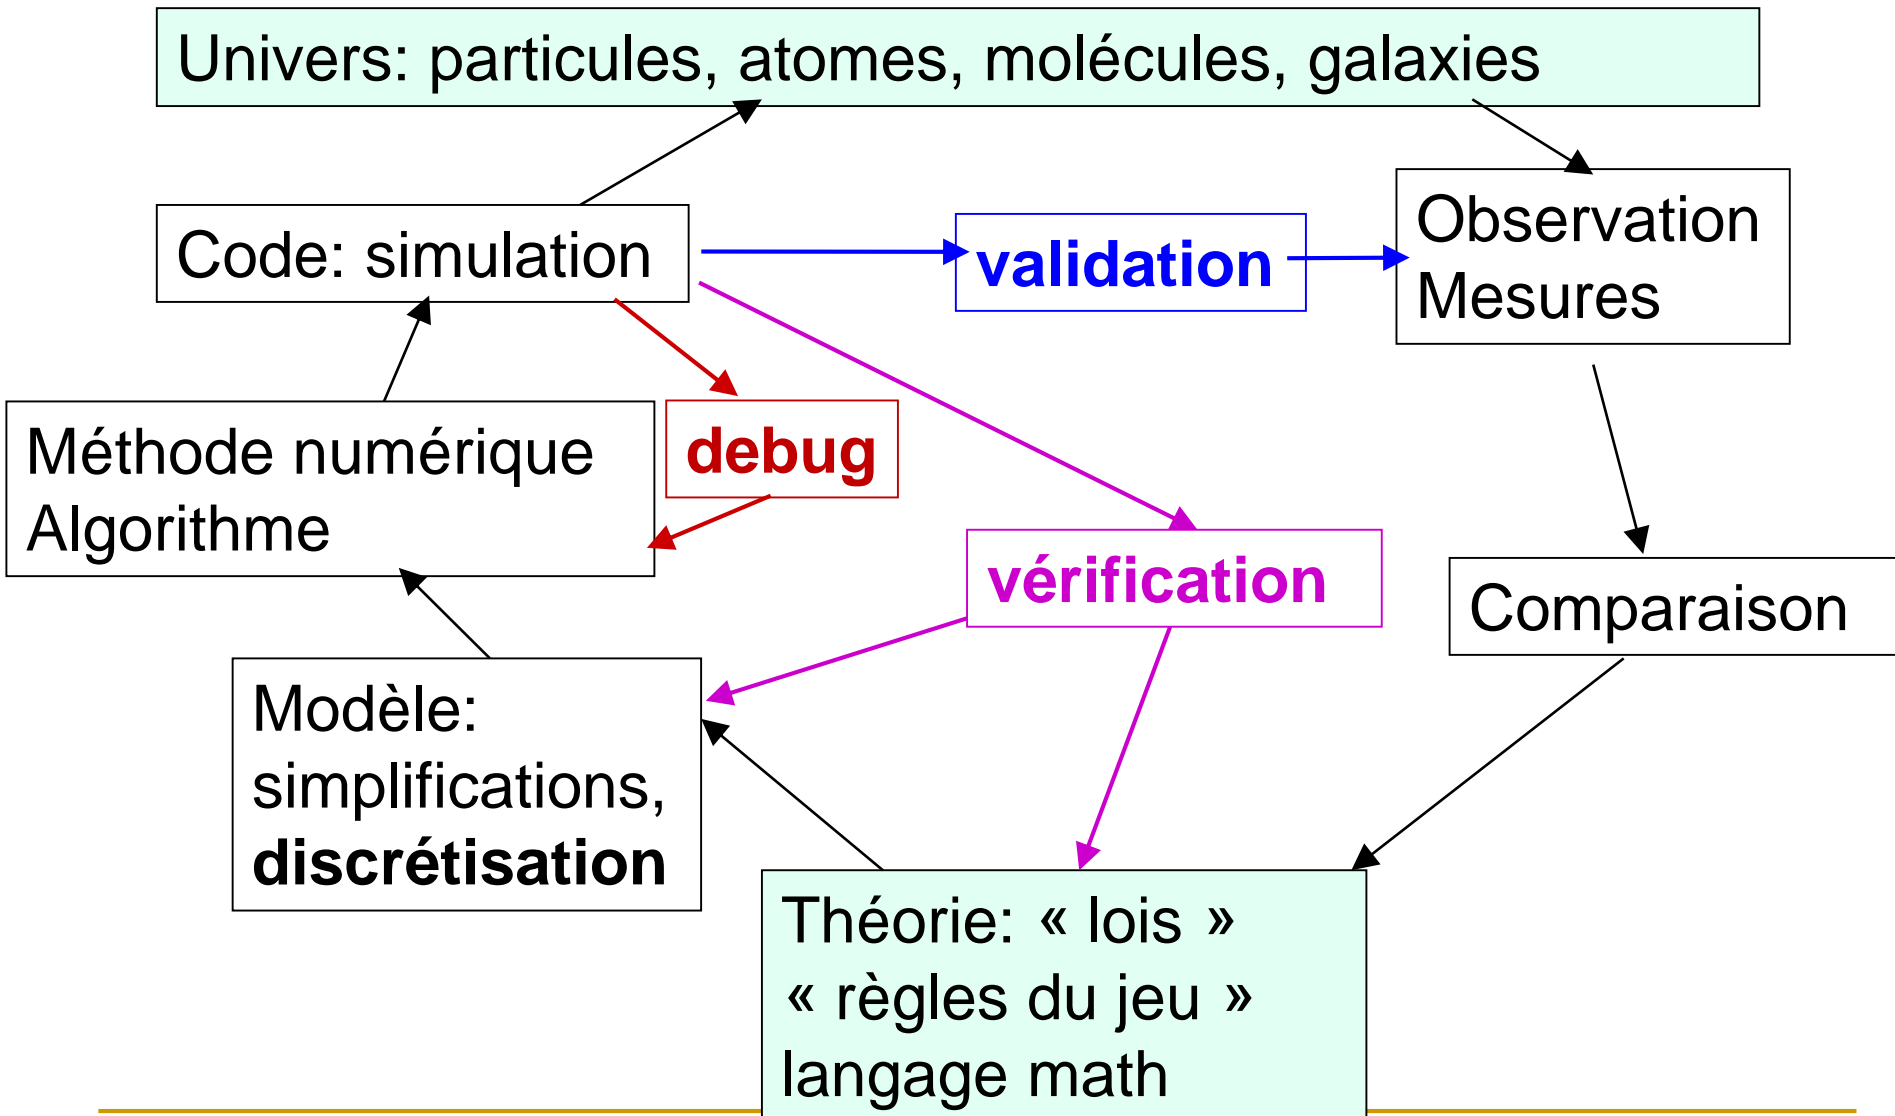 Univers: particules, atomes, molécules, galaxies
Code: simulation
validation
Observation
Mesures
Méthode numérique
Algorithme
debug
vérification
Comparaison
Modèle:
simplifications,
discrétisation
Théorie: « lois »
« règles du jeu »
langage math